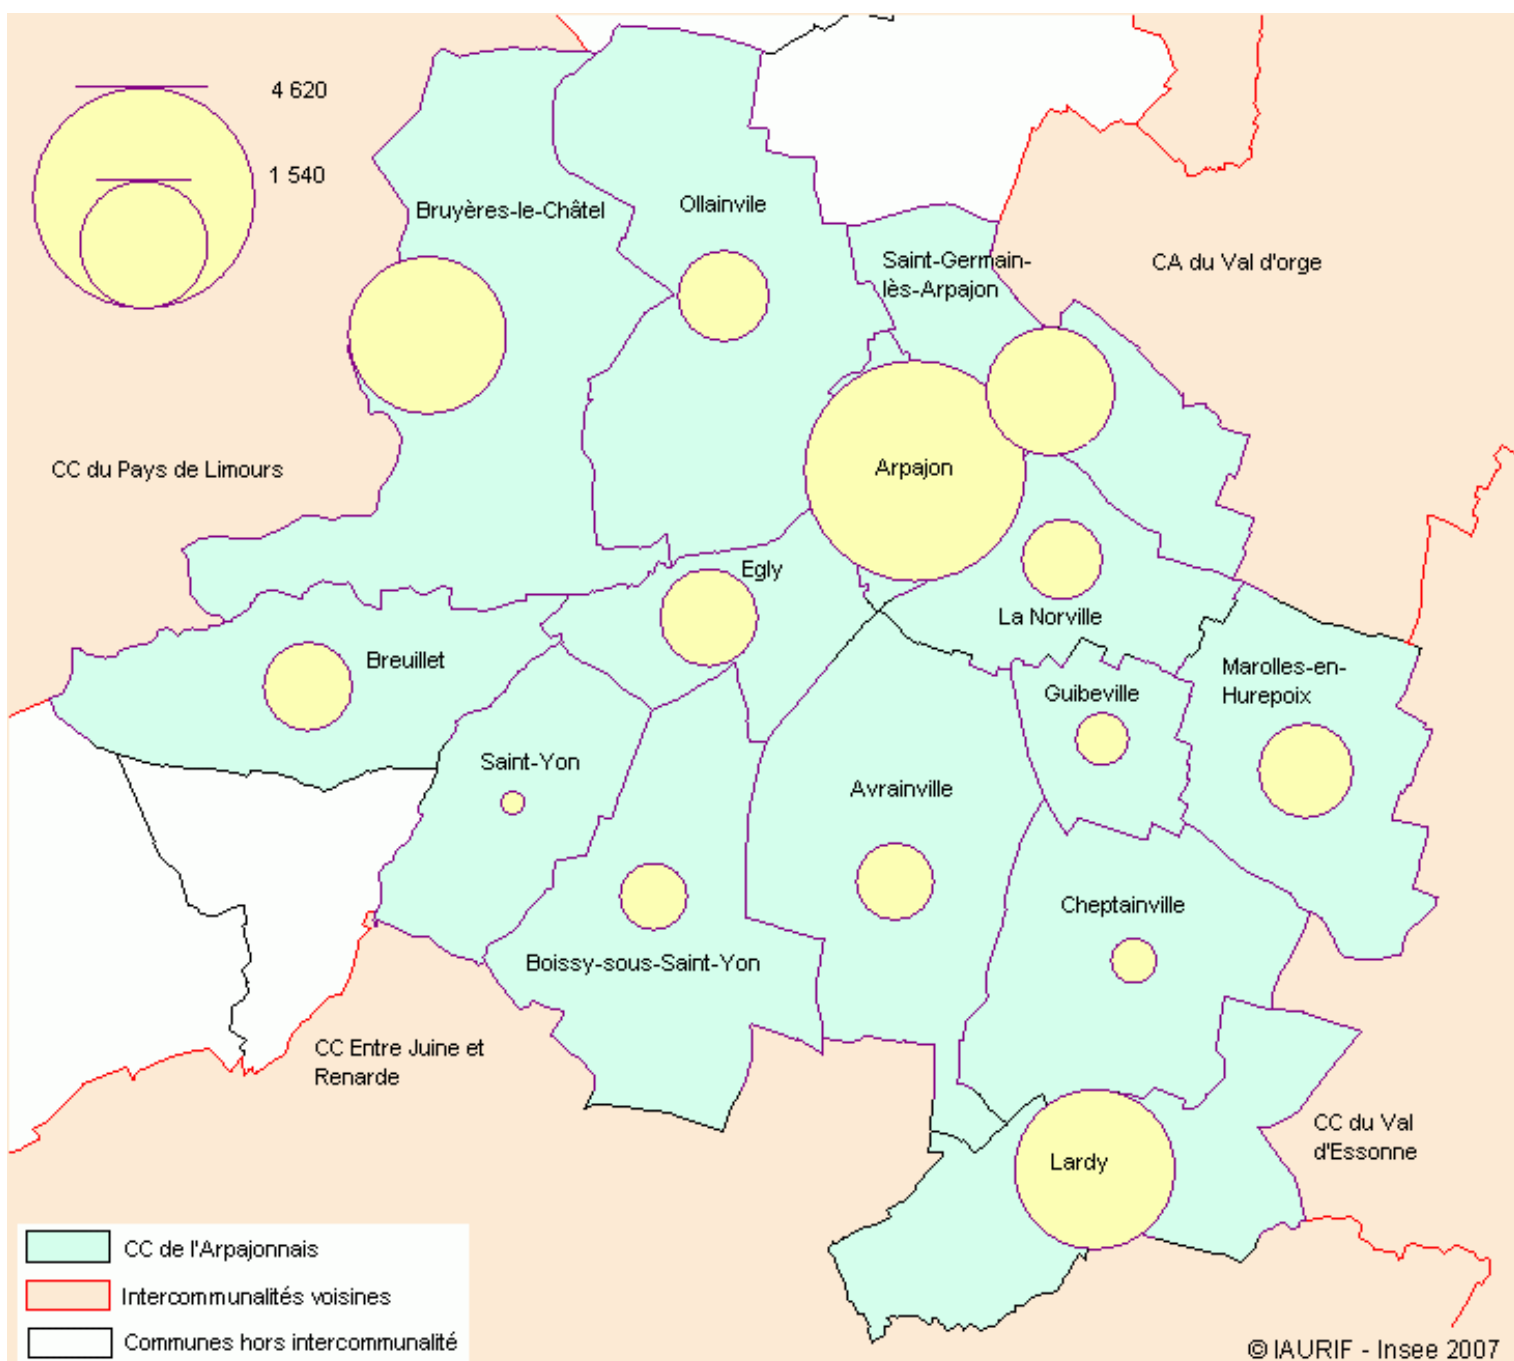 4 620
1 540
Bruyères-le-Châtel
Ollainville
Saint-Germain-
lès-Arpajon
CA du Val d'orge
CC du Pays de Limours
Arpajon
Egly
La Norville
Breuillet
Marolles-en-
Hurepoix
Guibeville
Saint-Yon
Avrainville
Cheptainville
Boissy-sous-Saint-Yon
CC Entre Juine et
Renarde
CC du Val
d'Essonne
Lardy
CC de l'Arpajonnais
Intercommunalités voisines
Communes hors intercommunalité
© IAURIF - Insee 2007